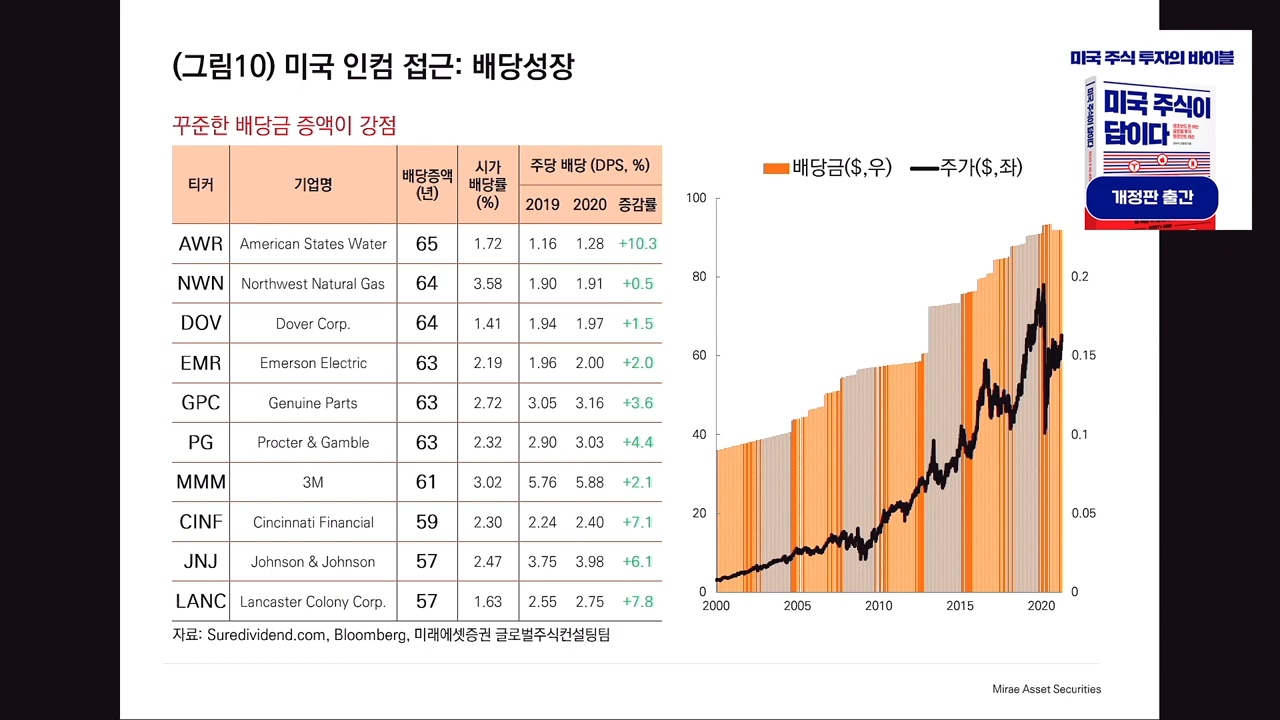 (그림10) 미국 인컴 접근: 배당성장
꾸준한 배당금 증액이 강점
티커 기업명 배당증액 (년) 시가 배당률 (%) 주당 배당 (DPS, %)
2019 2020 증감률
AWR American States Water 65 1.72 1.16 1.28 +10.3
NWN Northwest Natural Gas 64 3.58 1.90 1.91 +0.5
DOV Dover Corp. 64 1.41 1.94 1.97 +1.5
EMR Emerson Electric 63 2.19 1.96 2.00 +2.0
GPC Genuine Parts 63 2.72 3.05 3.16 +3.6
PG Procter & Gamble 63 2.32 2.90 3.03 +4.4
MMM 3M 61 3.02 5.76 5.88 +2.1
CINF Cincinnati Financial 59 2.30 2.24 2.40 +7.1
JNJ Johnson & Johnson 57 2.47 3.75 3.98 +6.1
LANC Lancaster Colony Corp. 57 1.63 2.55 2.75 +7.8
자료: Suredividend.com, Bloomberg, 미래에셋증권 글로벌주식컨설팅팀
배당금($,우) 주가($,좌)
100
80 0.2
60 0.15
40 0.1
20 0.05
0 0
2000 2005 2010 2015 2020
미국 주식 투자의 바이블
미국 주식이
답이다
개정판 출간
Mirae Asset Securities